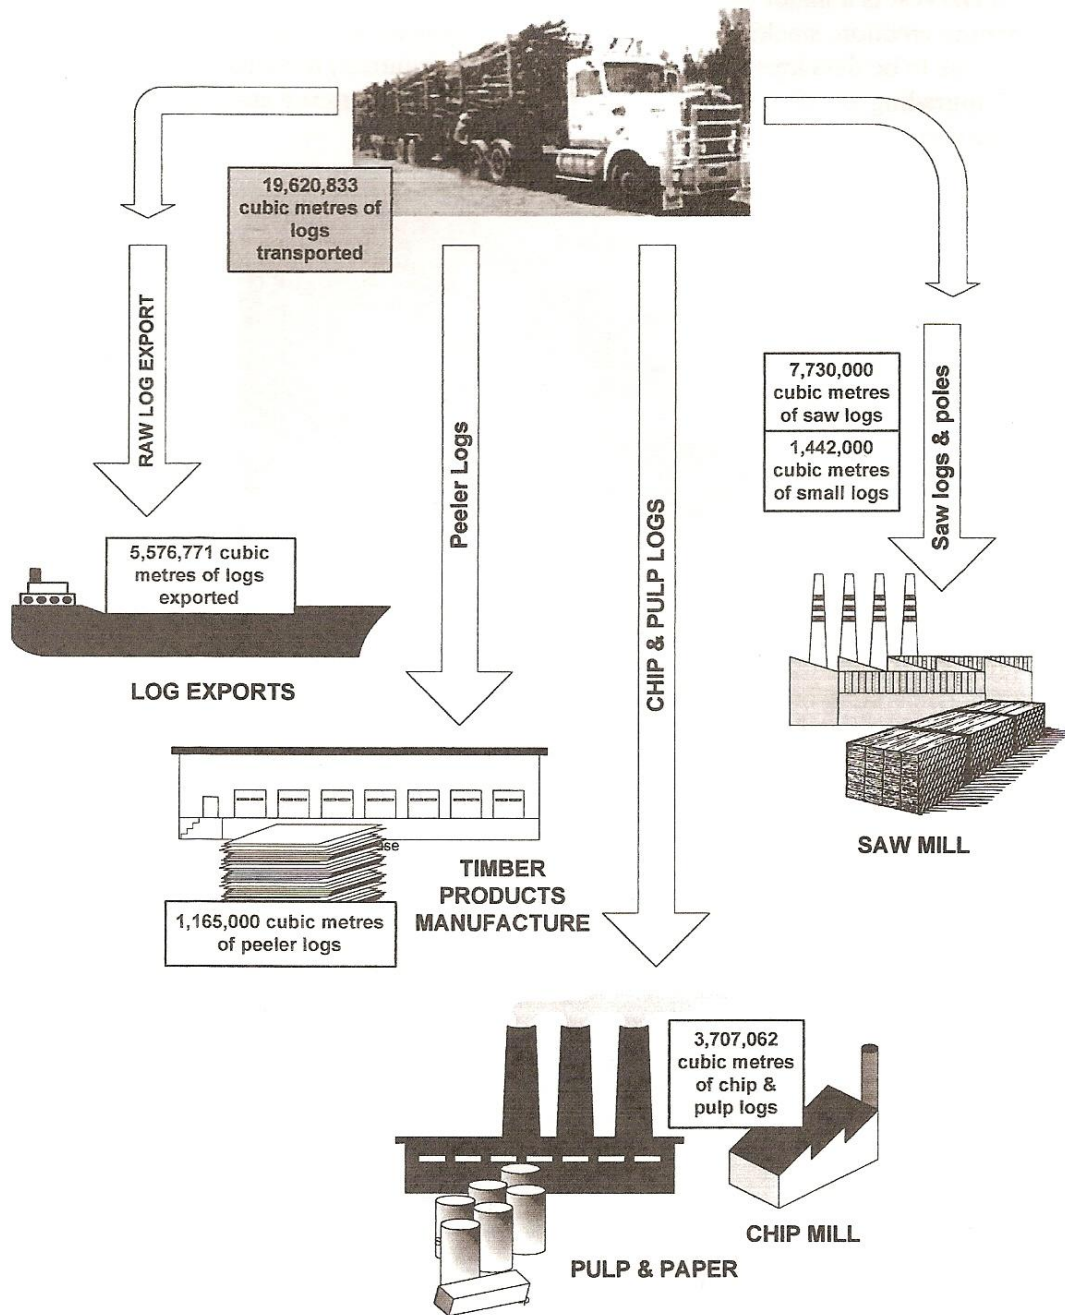 19,620,833
cubic metres of
logs
transported
RAW LOG EXPORT
Peeler Logs
CHIP & PULP LOGS
7,730,000
cubic metres
of saw logs
1,442,000
cubic metres
of small logs
Saw logs & poles
5,576,771 cubic
metres of logs
exported
LOG EXPORTS
SAW MILL
use
TIMBER
PRODUCTS
MANUFACTURE
1,165,000 cubic metres
of peeler logs
3,707,062
cubic metres
of chip &
pulp logs
CHIP MILL
PULP & PAPER